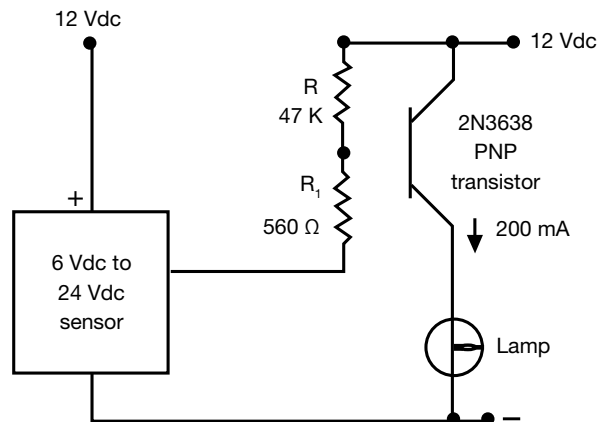 12 Vdc
12 Vdc
R
47 K
2N3638
PNP
transistor
R₁
560 Ω
+
200 mA
6 Vdc to
24 Vdc
sensor
Lamp
–